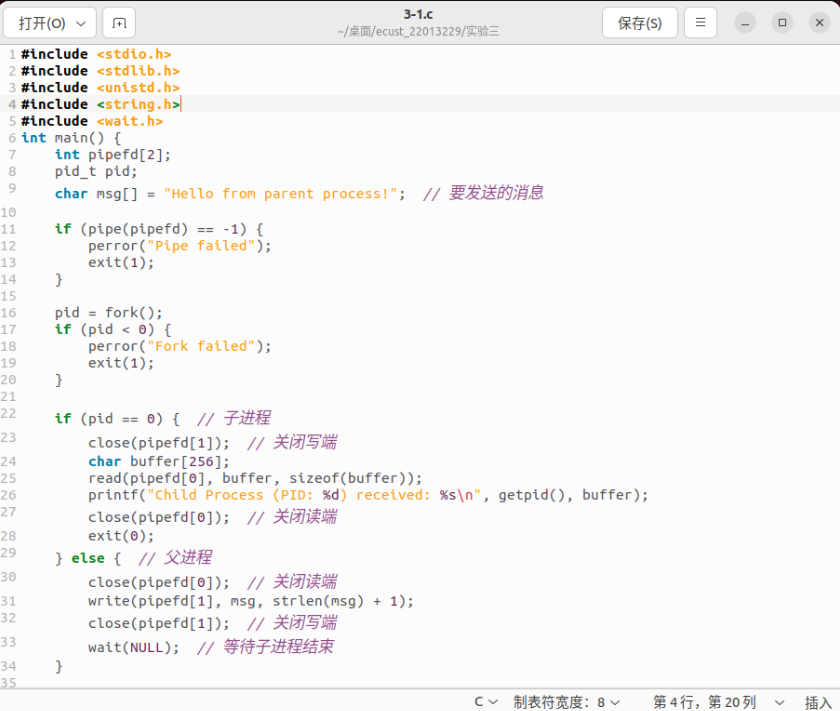 打开(O)
3-1.c
~/桌面/ecust_22013229/实验三
保存(S)
1 #include <stdio.h>
2 #include <stdlib.h>
3 #include <unistd.h>
4 #include <string.h>
5 #include <wait.h>
6 int main() {
7     int pipefd[2];
8     pid_t pid;
9     char msg[] = "Hello from parent process!";  // 要发送的消息
10
11     if (pipe(pipefd) == -1) {
12         perror("Pipe failed");
13         exit(1);
14     }
15
16     pid = fork();
17     if (pid < 0) {
18         perror("Fork failed");
19         exit(1);
20     }
21
22     if (pid == 0) {  // 子进程
23         close(pipefd[1]);  // 关闭写端
24         char buffer[256];
25         read(pipefd[0], buffer, sizeof(buffer));
26         printf("Child Process (PID: %d) received: %s\n", getpid(), buffer);
27         close(pipefd[0]);  // 关闭读端
28         exit(0);
29     } else {  // 父进程
30         close(pipefd[0]);  // 关闭读端
31         write(pipefd[1], msg, strlen(msg) + 1);
32         close(pipefd[1]);  // 关闭写端
33         wait(NULL);  // 等待子进程结束
34     }
35
C 制表符宽度：8 第 4 行，第 20 列 插入